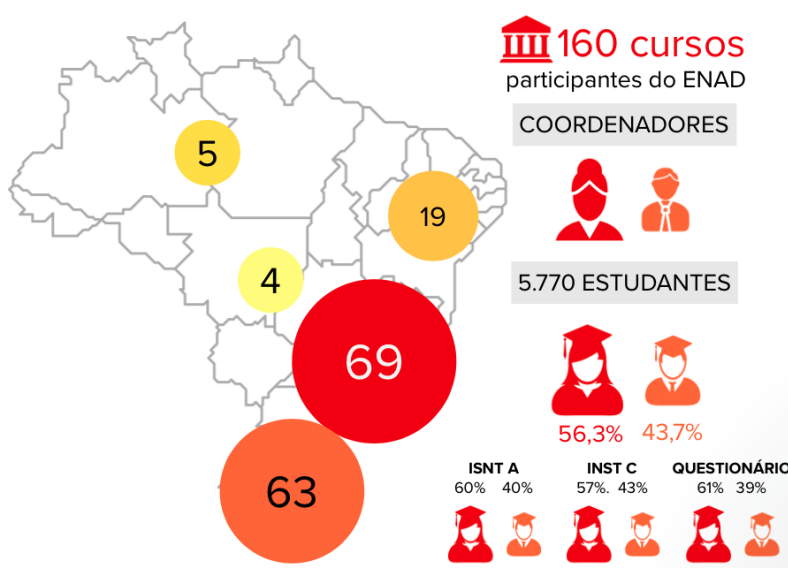 160 cursos
participantes do ENAD
COORDENADORES
5
19
4
69
63
5.770 ESTUDANTES
56,3% 43,7%
ISNT A INST C QUESTIONÁRIO
60% 40% 57%. 43% 61% 39%